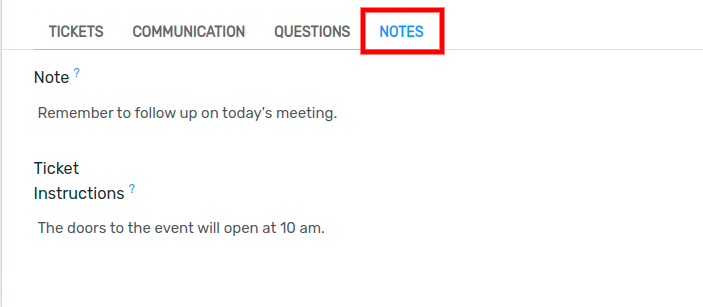 TICKETS COMMUNICATION QUESTIONS NOTES
Note ?
Remember to follow up on today's meeting.
Ticket
Instructions ?
The doors to the event will open at 10 am.